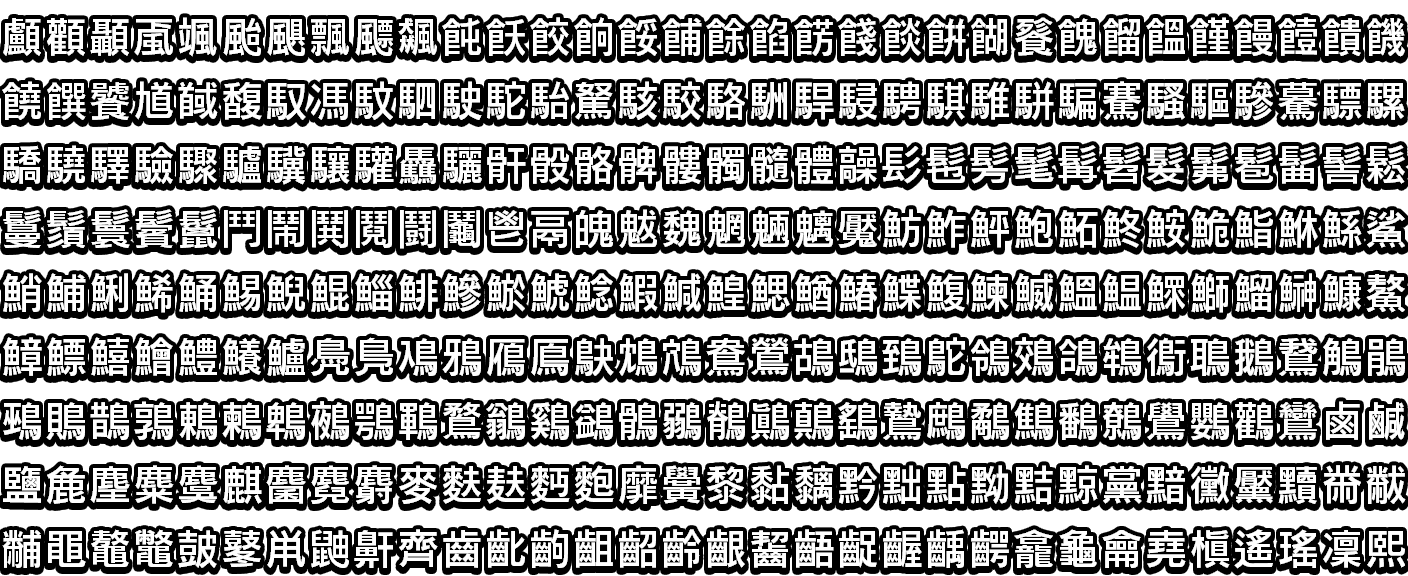 顱顴顳颪颯颱颶飄飃飆飩飫餃餉餒餔餘餡餝餞餤餠餬餮餽餾饂饉饅饐饋饑
饒饌饕馗馘馥馭馮馼駟駛駝駘駑駭駮駱駲駻駸騁騏騅駢騙騫騷驅驂驀驃騾
驕驍驛驗驟驢驥驤驩驫驪骭骰骼髀髏髑髓體髞髟髢髣髦髯髫髮髴髱髷髻鬆
鬘鬚鬟鬢鬣鬥鬧鬨鬩鬪鬮鬯鬲魄魃魏魍魎魑魘魴鮓鮃鮑鮖鮗鮟鮠鮨鮴鯀鯊
鮹鯆鯏鯑鯒鯣鯢鯤鯔鯡鰺鯲鯱鯰鰕鰔鰉鰓鰌鰆鰈鰒鰊鰄鰮鰛鰥鰤鰡鰰鱇鰲
鱆鰾鱚鱠鱧鱶鱸鳧鳬鳰鴉鴈鳫鴃鴆鴪鴦鶯鴣鴟鵄鴕鴒鵁鴿鴾鵆鵈鵝鵞鵤鵑
鵐鵙鵲鶉鶇鶫鵯鵺鶚鶤鶩鶲鷄鷁鶻鶸鶺鷆鷏鷂鷙鷓鷸鷦鷭鷯鷽鸚鸛鸞鹵鹹
鹽麁麈麋麌麒麕麑麝麥麩麸麪麭靡黌黎黏黐黔黜點黝黠黥黨黯黴黶黷黹黻
黼黽鼇鼈皷鼕鼡鼬鼾齊齒齔齣齟齠齡齦齧齬齪齷齲齶龕龜龠堯槇遙瑤凜熙